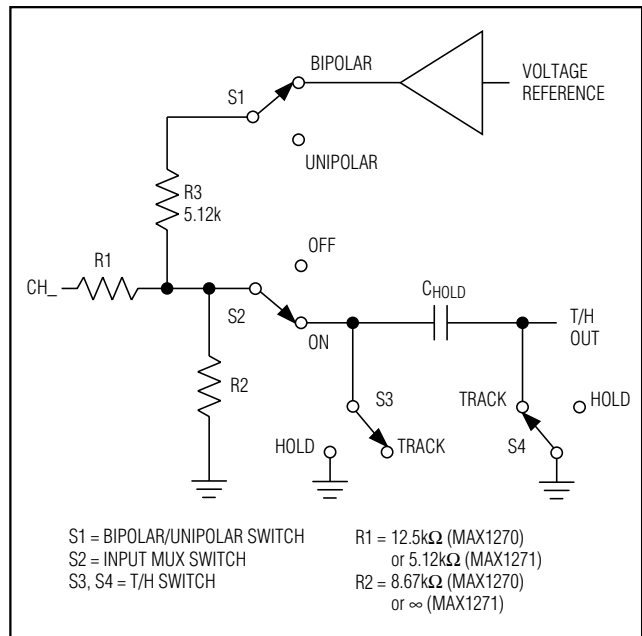 BIPOLAR
VOLTAGE
REFERENCE
S1
UNIPOLAR
R3
5.12k
OFF
R1
CH_
S2
CHOLD
T/H
OUT
ON
R2
S3
TRACK
HOLD
HOLD
TRACK
S4
S1 = BIPOLAR/UNIPOLAR SWITCH
S2 = INPUT MUX SWITCH
S3, S4 = T/H SWITCH
R1 = 12.5kΩ (MAX1270)
or 5.12kΩ (MAX1271)
R2 = 8.67kΩ (MAX1270)
or ∞ (MAX1271)